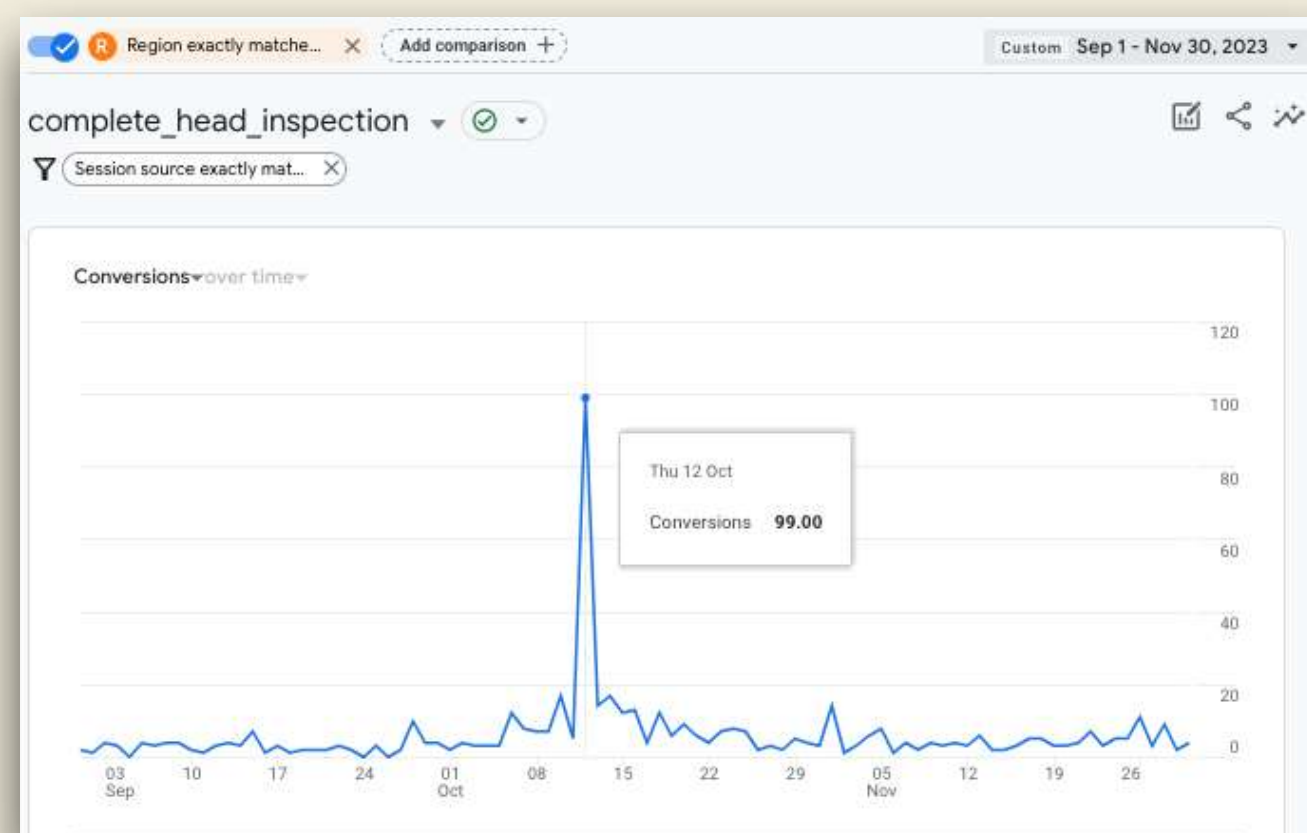 R Region exactly matche... Add comparison + Custom Sep 1 - Nov 30, 2023
complete_head_inspection
Session source exactly mat...
Conversions over time
120
100
Thu 12 Oct
80
Conversions 99.00
60
40
20
0
03 10 17 24 01 08 15 22 29 05 12 19 26
Sep Oct Nov